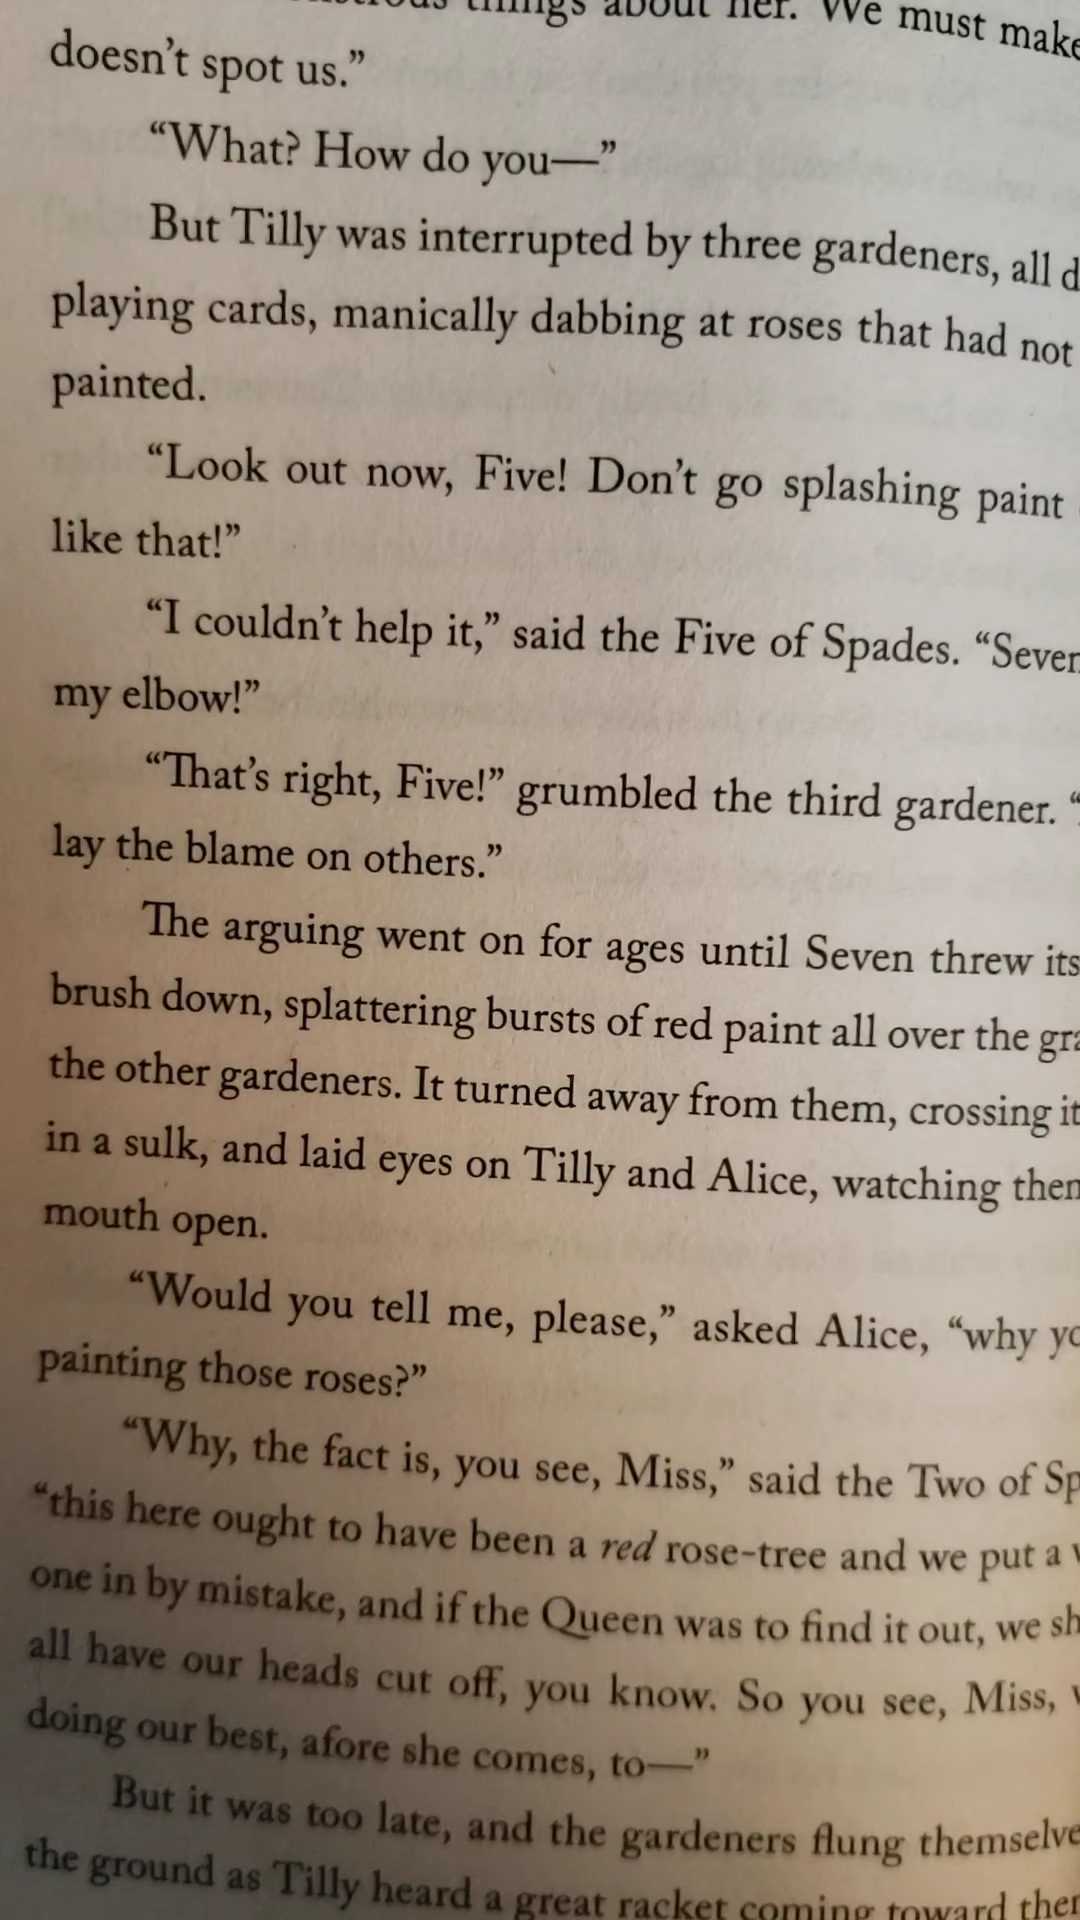 things about her. We must make
doesn't spot us."
"What? How do you—"
But Tilly was interrupted by three gardeners, all
playing cards, manically dabbing at roses that had not
painted.
"Look out now, Five! Don't go splashing paint
like that!"
"I couldn't help it," said the Five of Spades. "Seven
my elbow!"
"That's right, Five!" grumbled the third gardener. "
lay the blame on others."
The arguing went on for ages until Seven threw its
brush down, splattering bursts of red paint all over the
the other gardeners. It turned away from them, crossing
in a sulk, and laid eyes on Tilly and Alice, watching
mouth open.
"Would you tell me, please," asked Alice, "why
painting those roses?"
"Why, the fact is, you see, Miss," said the Two of
"this here ought to have been a red rose-tree and we put a
one in by mistake, and if the Queen was to find it out, we
all have our heads cut off, you know. So you see, Miss,
doing our best, afore she comes, to—"
But it was too late, and the gardeners flung
the ground as Tilly heard a great racket coming toward